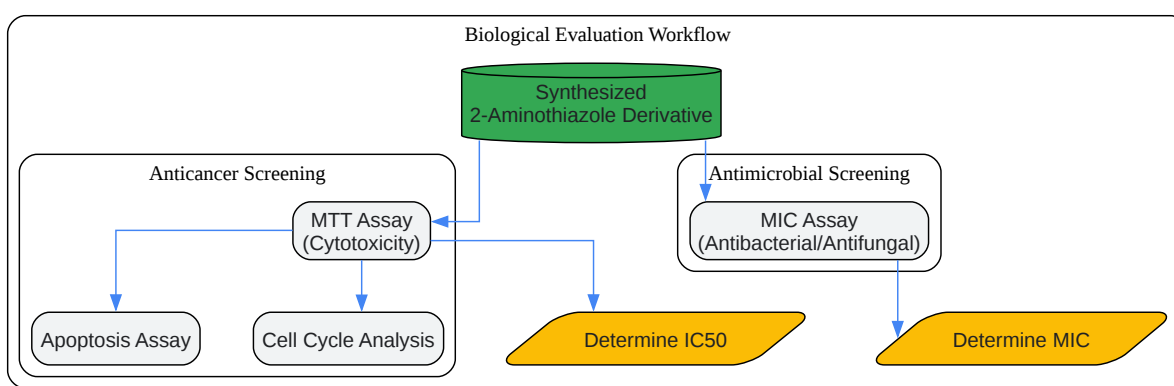 Biological Evaluation Workflow
Synthesized
2-Aminothiazole Derivative
Anticancer Screening
Antimicrobial Screening
MTT Assay
(Cytotoxicity)
MIC Assay
(Antibacterial/Antifungal)
Apoptosis Assay
Cell Cycle Analysis
Determine IC50
Determine MIC